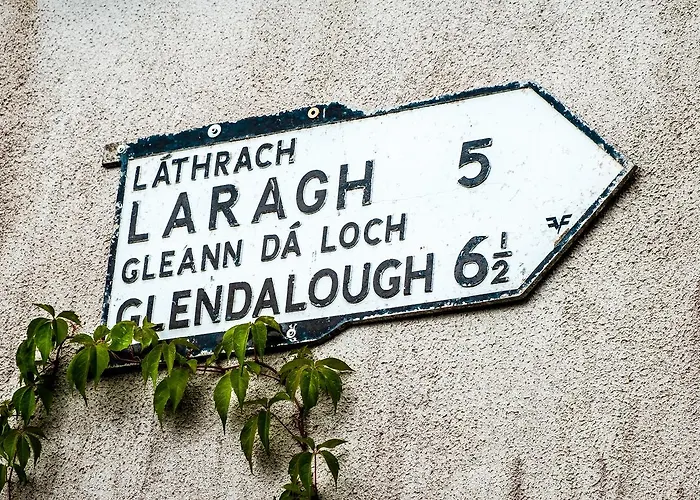 LÁTHRACH
LARAGH 5
GLEANN DÁ LOCH
GLENDALOUGH 6½